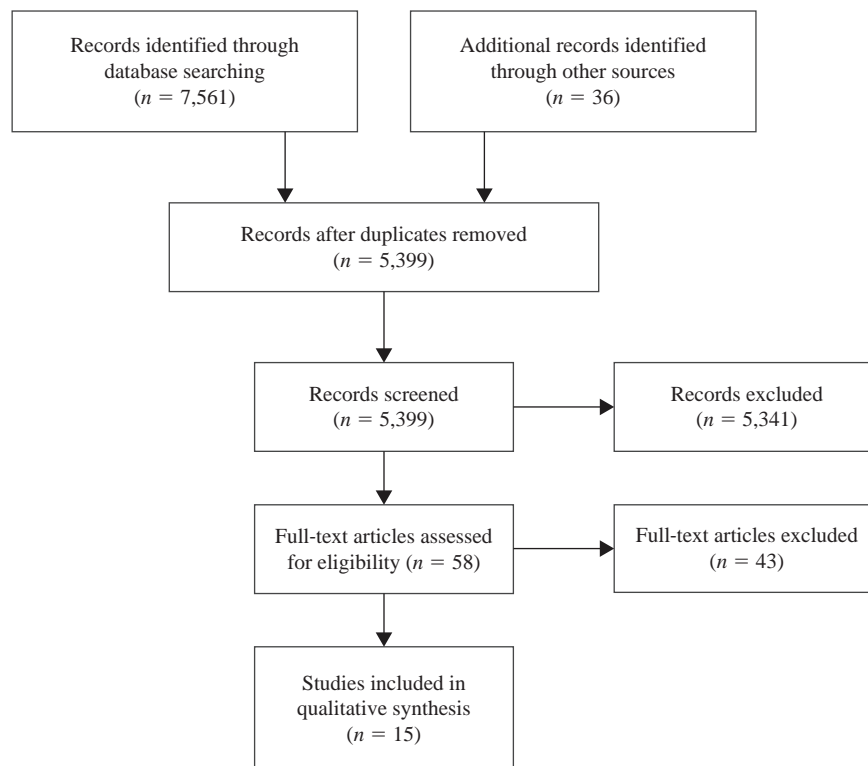 Records identified through
database searching
(n = 7,561)
Additional records identified
through other sources
(n = 36)
Records after duplicates removed
(n = 5,399)
Records screened
(n = 5,399)
Records excluded
(n = 5,341)
Full-text articles assessed
for eligibility (n = 58)
Full-text articles excluded
(n = 43)
Studies included in
qualitative synthesis
(n = 15)